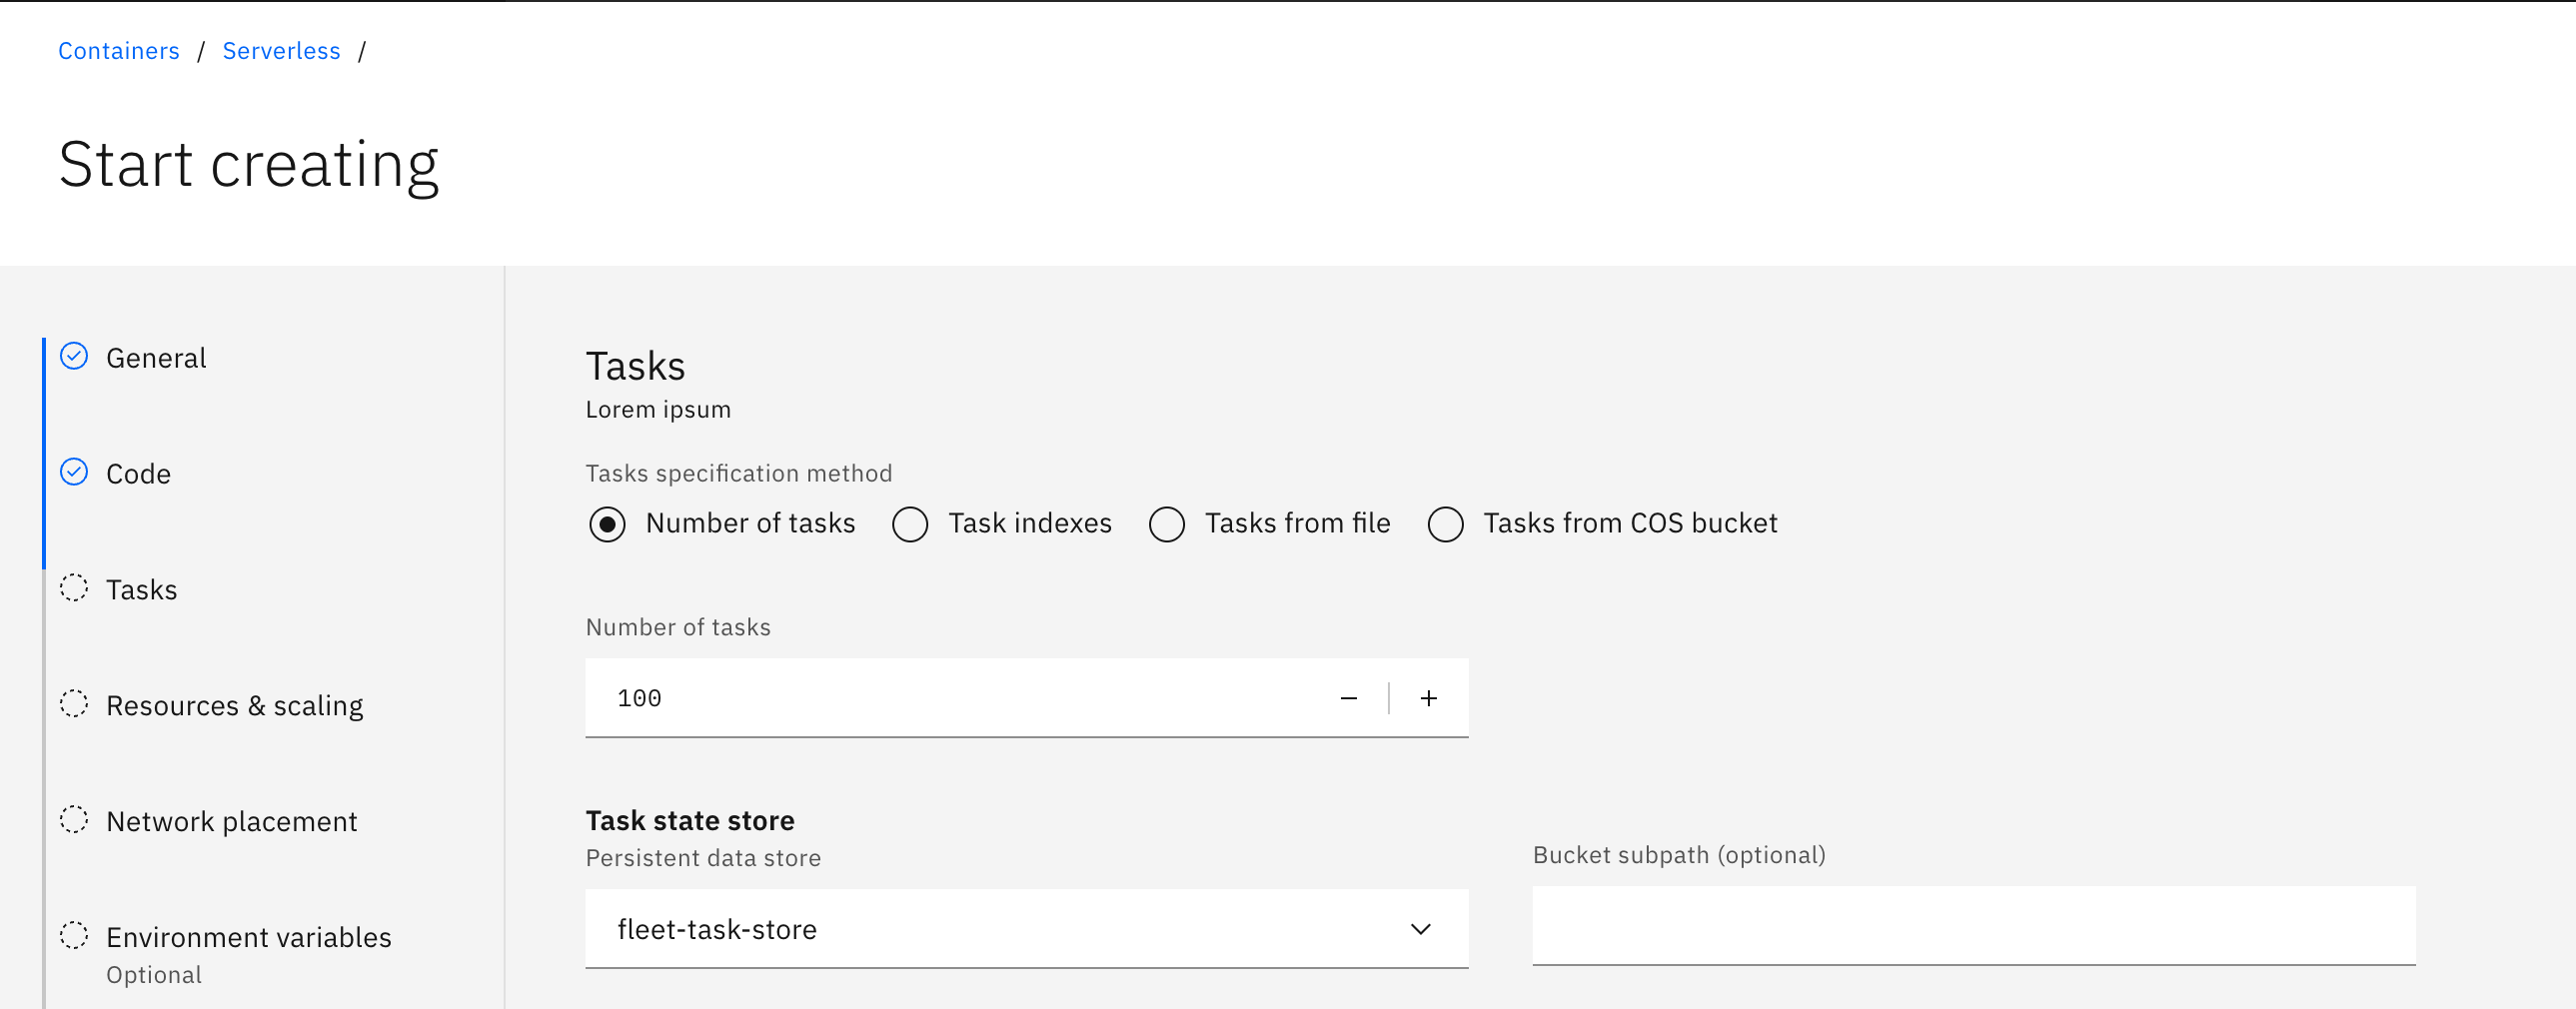 Containers / Serverless /
Start creating
General
Code
Tasks
Resources & scaling
Network placement
Environment variables
Optional
Tasks
Lorem ipsum
Tasks specification method
Number of tasks Task indexes Tasks from file Tasks from COS bucket
Number of tasks
100
Task state store
Persistent data store
fleet-task-store
Bucket subpath (optional)